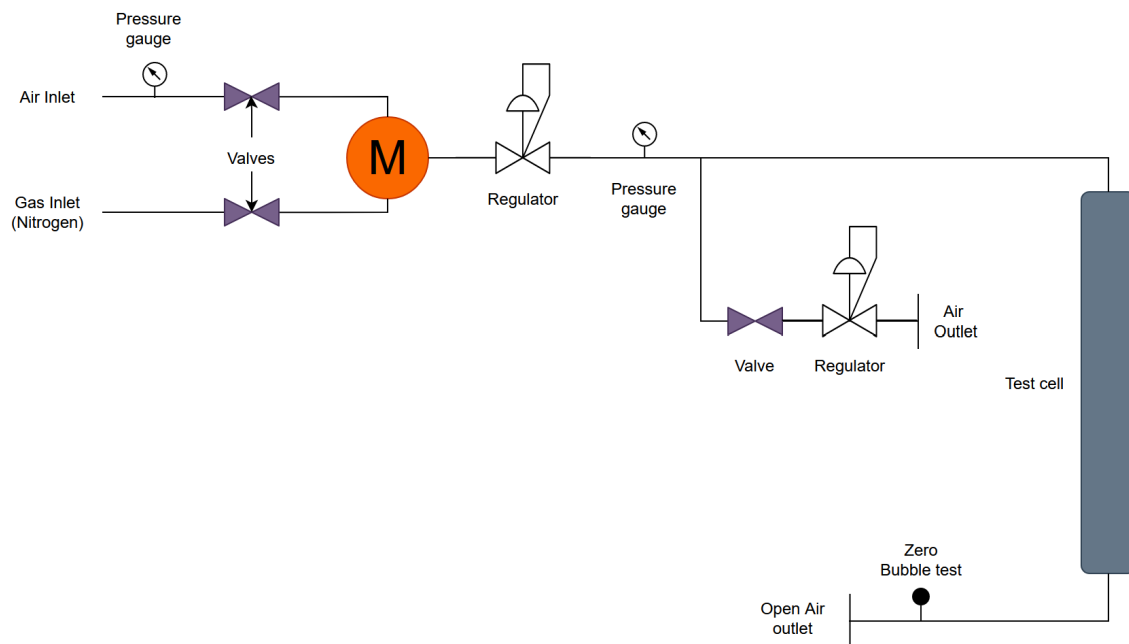 Pressure
gauge
Air Inlet
Valves
M
Gas Inlet
(Nitrogen)
Regulator
Pressure
gauge
Air
Outlet
Valve
Regulator
Test cell
Zero
Bubble test
Open Air
outlet